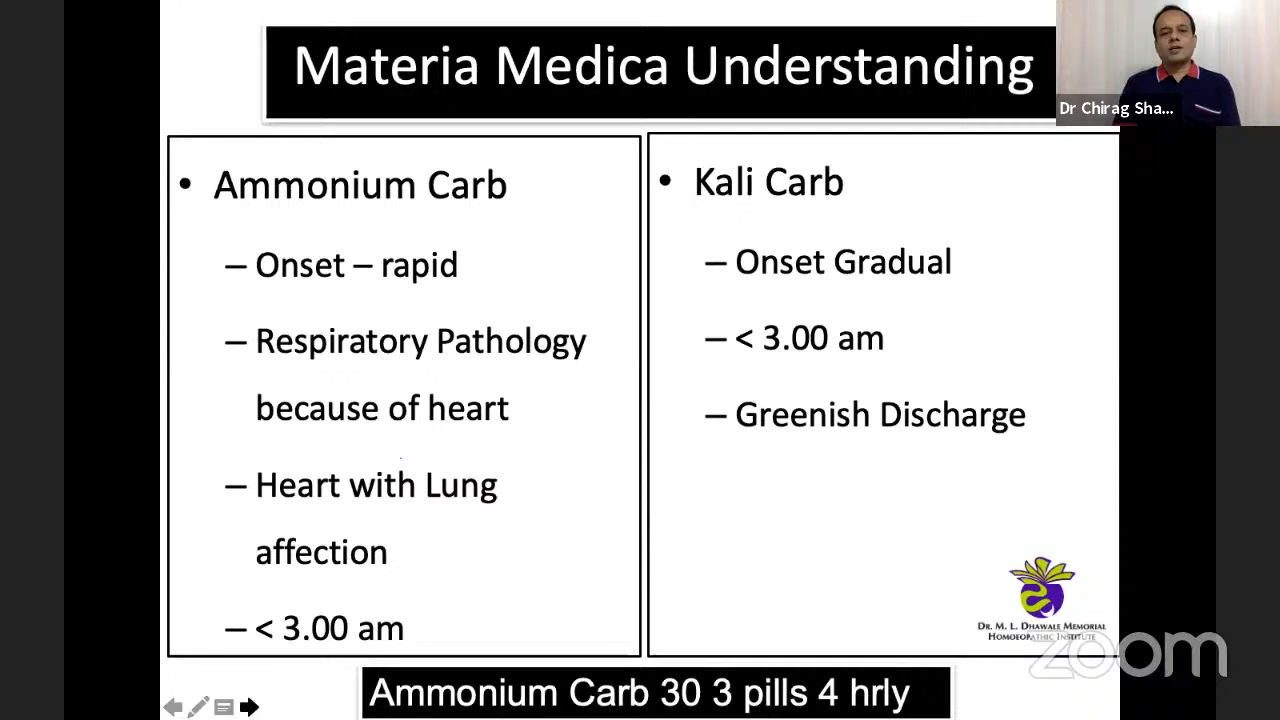 Materia Medica Understanding
Dr Chirag Sha...
• Ammonium Carb
– Onset – rapid
– Respiratory Pathology
because of heart
– Heart with Lung
affection
– < 3.00 am
• Kali Carb
– Onset Gradual
– < 3.00 am
– Greenish Discharge
Dr. M. L. Dhawale Memorial
Homoeopathic Institute
zoom
Ammonium Carb 30 3 pills 4 hrly